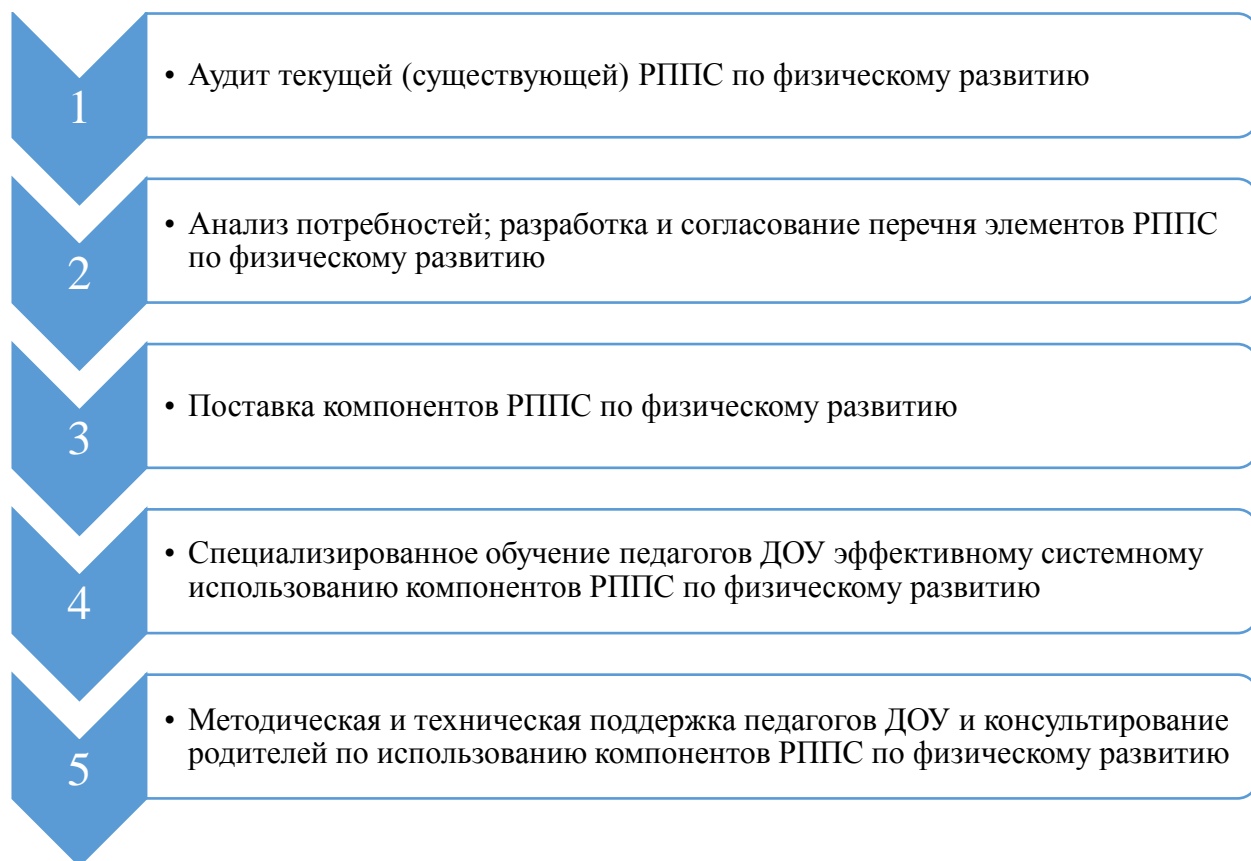 1
• Аудит текущей (существующей) РППС по физическому развитию
2
• Анализ потребностей; разработка и согласование перечня элементов РППС
по физическому развитию
3
• Поставка компонентов РППС по физическому развитию
4
• Специализированное обучение педагогов ДОУ эффективному системному
использованию компонентов РППС по физическому развитию
5
• Методическая и техническая поддержка педагогов ДОУ и консультирование
родителей по использованию компонентов РППС по физическому развитию